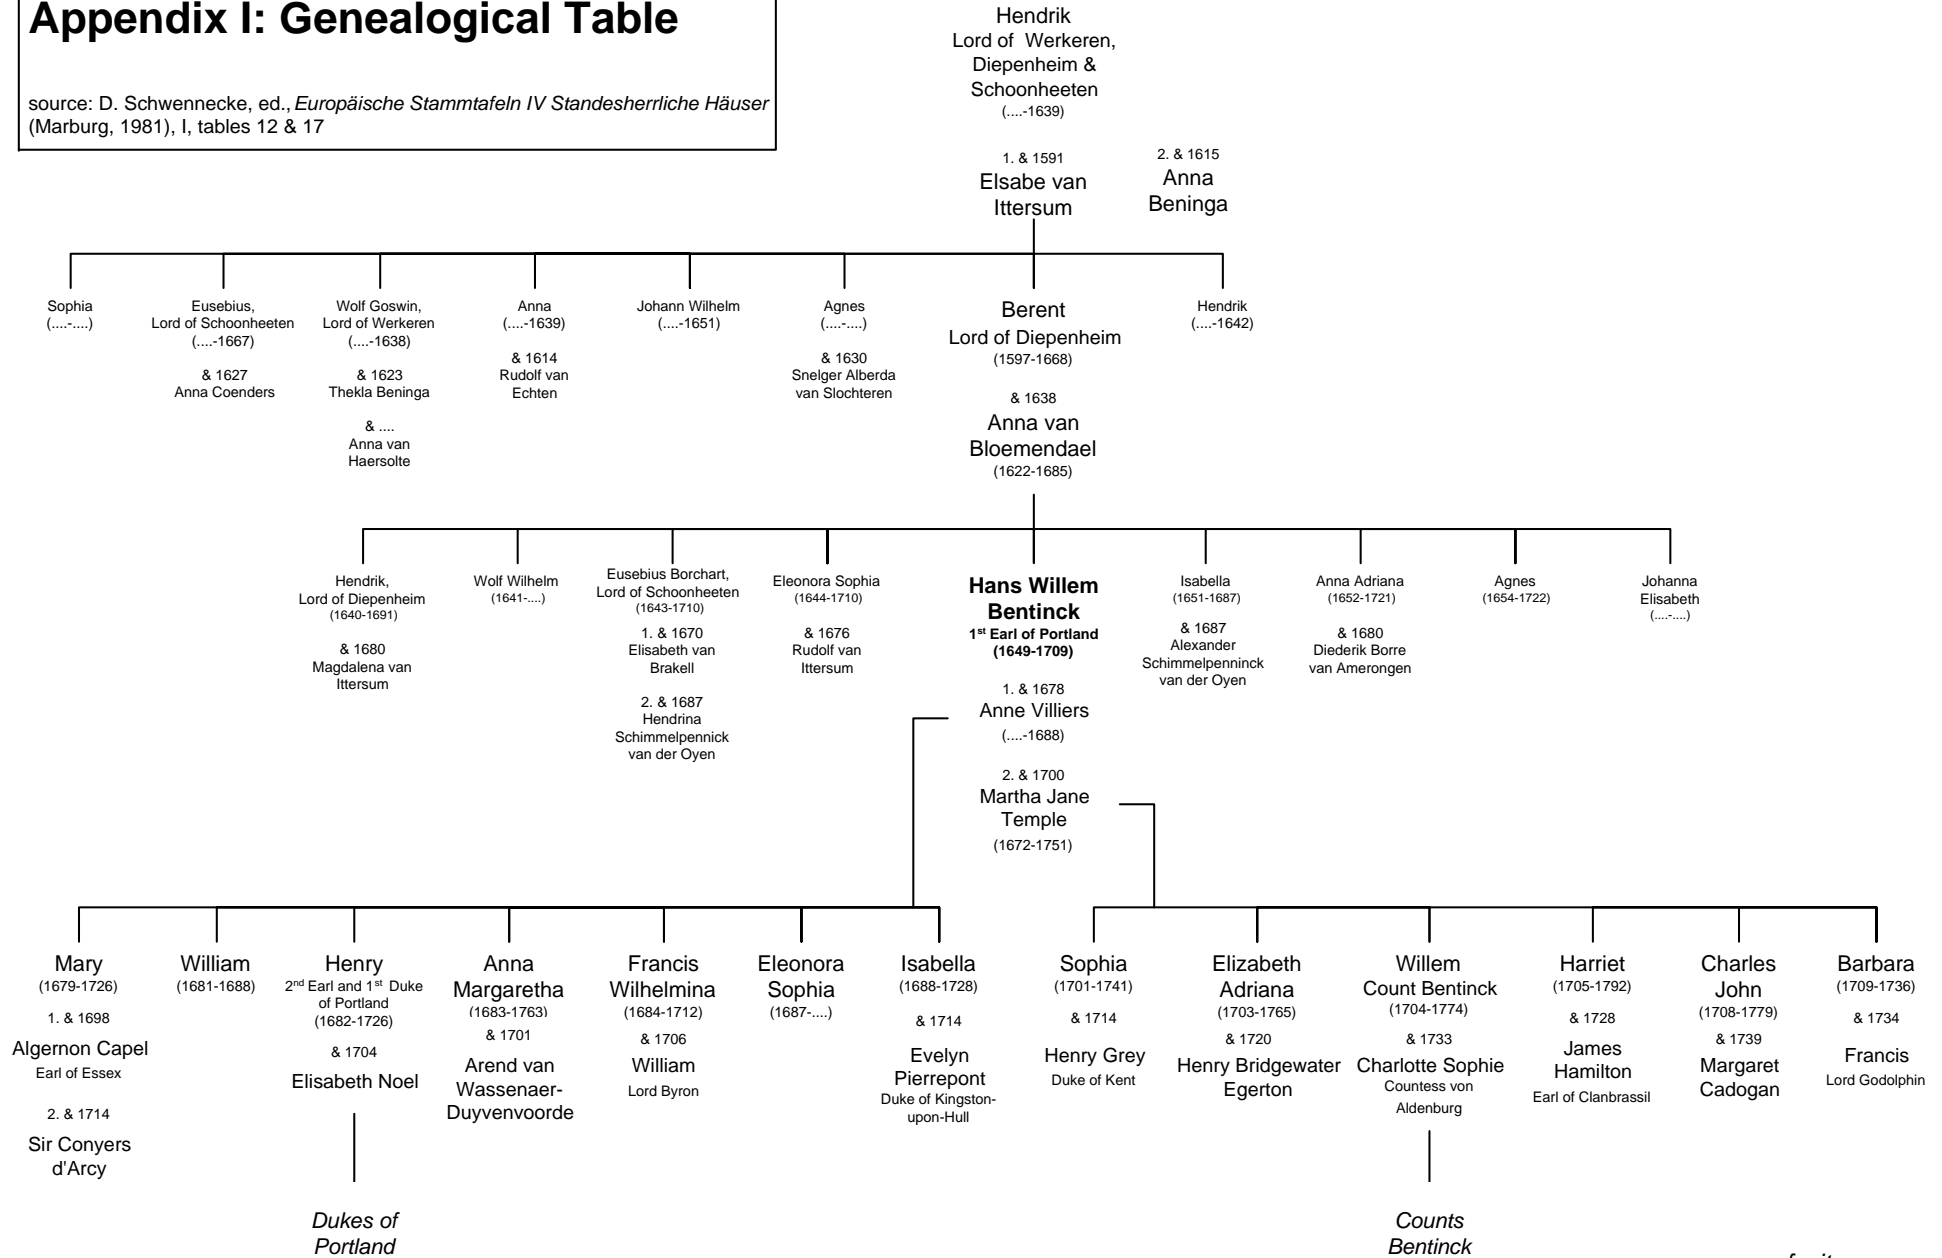 Appendix I: Genealogical Table
source: D. Schwennecke, ed., Europäische Stammtafeln IV Standesherrliche Häuser
(Marburg, 1981), I, tables 12 & 17
Hendrik
Lord of Werkeren,
Diepenheim &
Schoonheeten
(....-1639)
1. & 1591
Elsabe van
Ittersum
2. & 1615
Anna
Beninga
Sophia
(....-....)
Eusebius,
Lord of Schoonheeten
(....-1667)
& 1627
Anna Coenders
Wolf Goswin,
Lord of Werkeren
(....-1638)
& 1623
Thekla Beninga
& ....
Anna van
Haersolte
Anna
(....-1639)
& 1614
Rudolf van
Echten
Johann Wilhelm
(....-1651)
Agnes
(....-....)
& 1630
Snelger Alberda
van Slochteren
Berent
Lord of Diepenheim
(1597-1668)
& 1638
Anna van
Bloemendael
(1622-1685)
Hendrik
(....-1642)
Hendrik,
Lord of Diepenheim
(1640-1691)
& 1680
Magdalena van
Ittersum
Wolf Wilhelm
(1641-....)
Eusebius Borchart,
Lord of Schoonheeten
(1643-1710)
1. & 1670
Elisabeth van
Brakell
2. & 1687
Hendrina
Schimmelpennick
van der Oyen
Eleonora Sophia
(1644-1710)
& 1676
Rudolf van
Ittersum
Hans Willem
Bentinck
1st Earl of Portland
(1649-1709)
1. & 1678
Anne Villiers
(....-1688)
2. & 1700
Martha Jane
Temple
(1672-1751)
Isabella
(1651-1687)
& 1687
Alexander
Schimmelpenninck
van der Oyen
Anna Adriana
(1652-1721)
& 1680
Diederik Borre
van Amerongen
Agnes
(1654-1722)
Johanna
Elisabeth
(....-....)
Mary
(1679-1726)
1. & 1698
Algernon Capel
Earl of Essex
2. & 1714
Sir Conyers
d'Arcy
William
(1681-1688)
Henry
2nd Earl and 1st Duke
of Portland
(1682-1726)
& 1704
Elisabeth Noel
Dukes of
Portland
Anna
Margaretha
(1683-1763)
& 1701
Arend van
Wassenaer-
Duyvenvoorde
Francis
Wilhelmina
(1684-1712)
& 1706
William
Lord Byron
Eleonora
Sophia
(1687-....)
Isabella
(1688-1728)
& 1714
Evelyn
Pierrepont
Duke of Kingston-
upon-Hull
Sophia
(1701-1741)
& 1714
Henry Grey
Duke of Kent
Elizabeth
Adriana
(1703-1765)
& 1720
Henry Bridgewater
Egerton
Willem
Count Bentinck
(1704-1774)
& 1733
Charlotte Sophie
Countess von
Aldenburg
Counts
Bentinck
Harriet
(1705-1792)
& 1728
James
Hamilton
Earl of Clanbrassil
Charles
John
(1708-1779)
& 1739
Margaret
Cadogan
Barbara
(1709-1736)
& 1734
Francis
Lord Godolphin